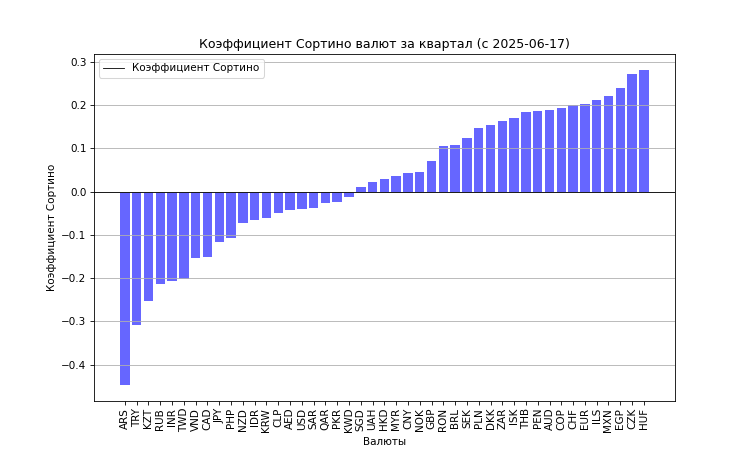 Коэффициент Сортино валют за квартал (с 2025-06-17)
Коэффициент Сортино
0.3
0.2
0.1
0.0
−0.1
−0.2
−0.3
−0.4
Коэффициент Сортино
ARS TRY KZT RUB INR TWD VND CAD JPY PHP NZD IDR KRW CLP AED USD SAR QAR PKR KWD SGD UAH HKD MYR CNY NOK GBP RON BRL SEK PLN DKK ZAR ISK THB PEN AUD COP CHF EUR ILS MXN EGP CZK HUF
Валюты